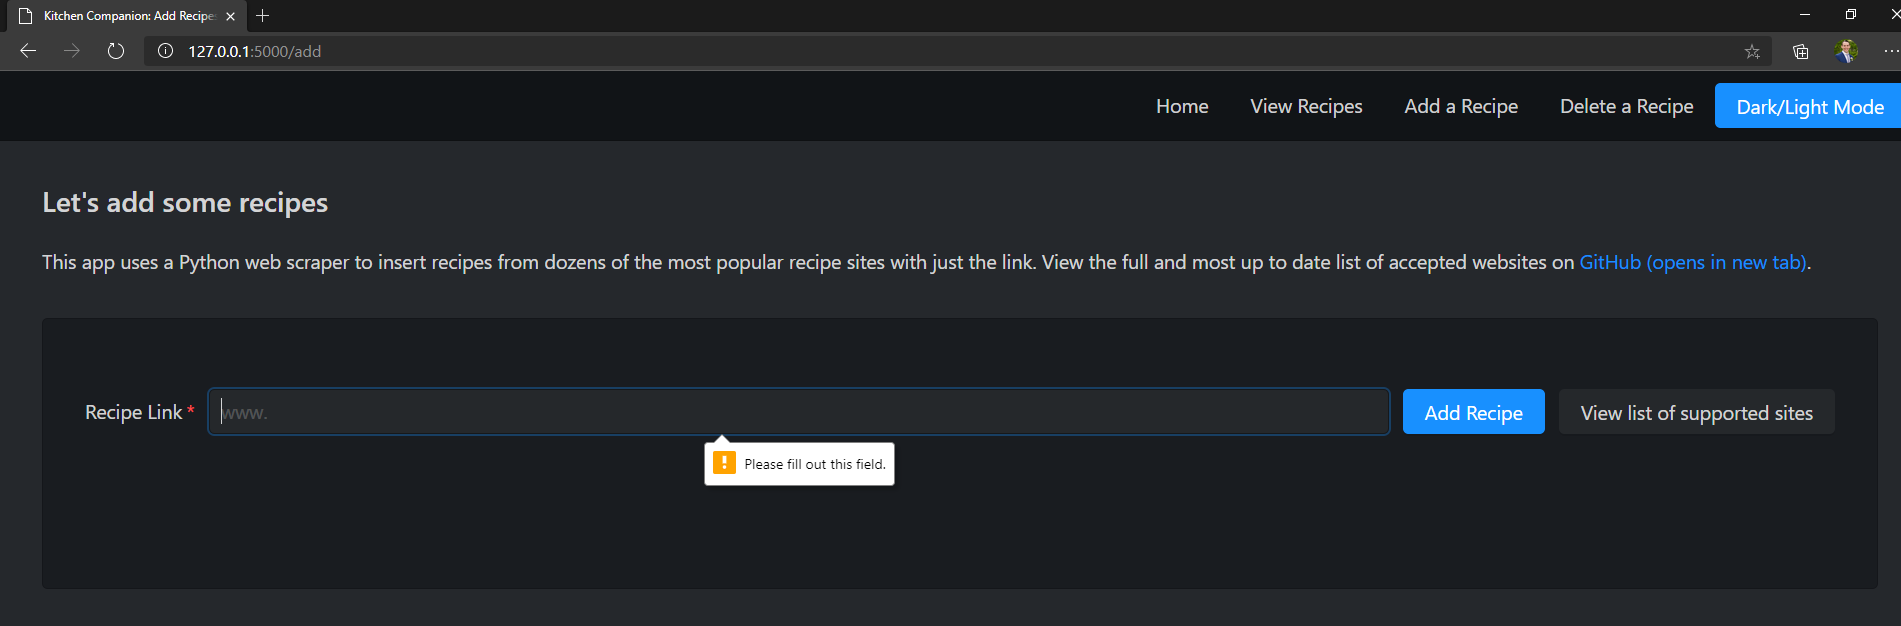 Kitchen Companion: Add Recipes
127.0.0.1:5000/add
Home View Recipes Add a Recipe Delete a Recipe Dark/Light Mode
Let's add some recipes
This app uses a Python web scraper to insert recipes from dozens of the most popular recipe sites with just the link. View the full and most up to date list of accepted websites on GitHub (opens in new tab).
Recipe Link * www. Add Recipe View list of supported sites
Please fill out this field.